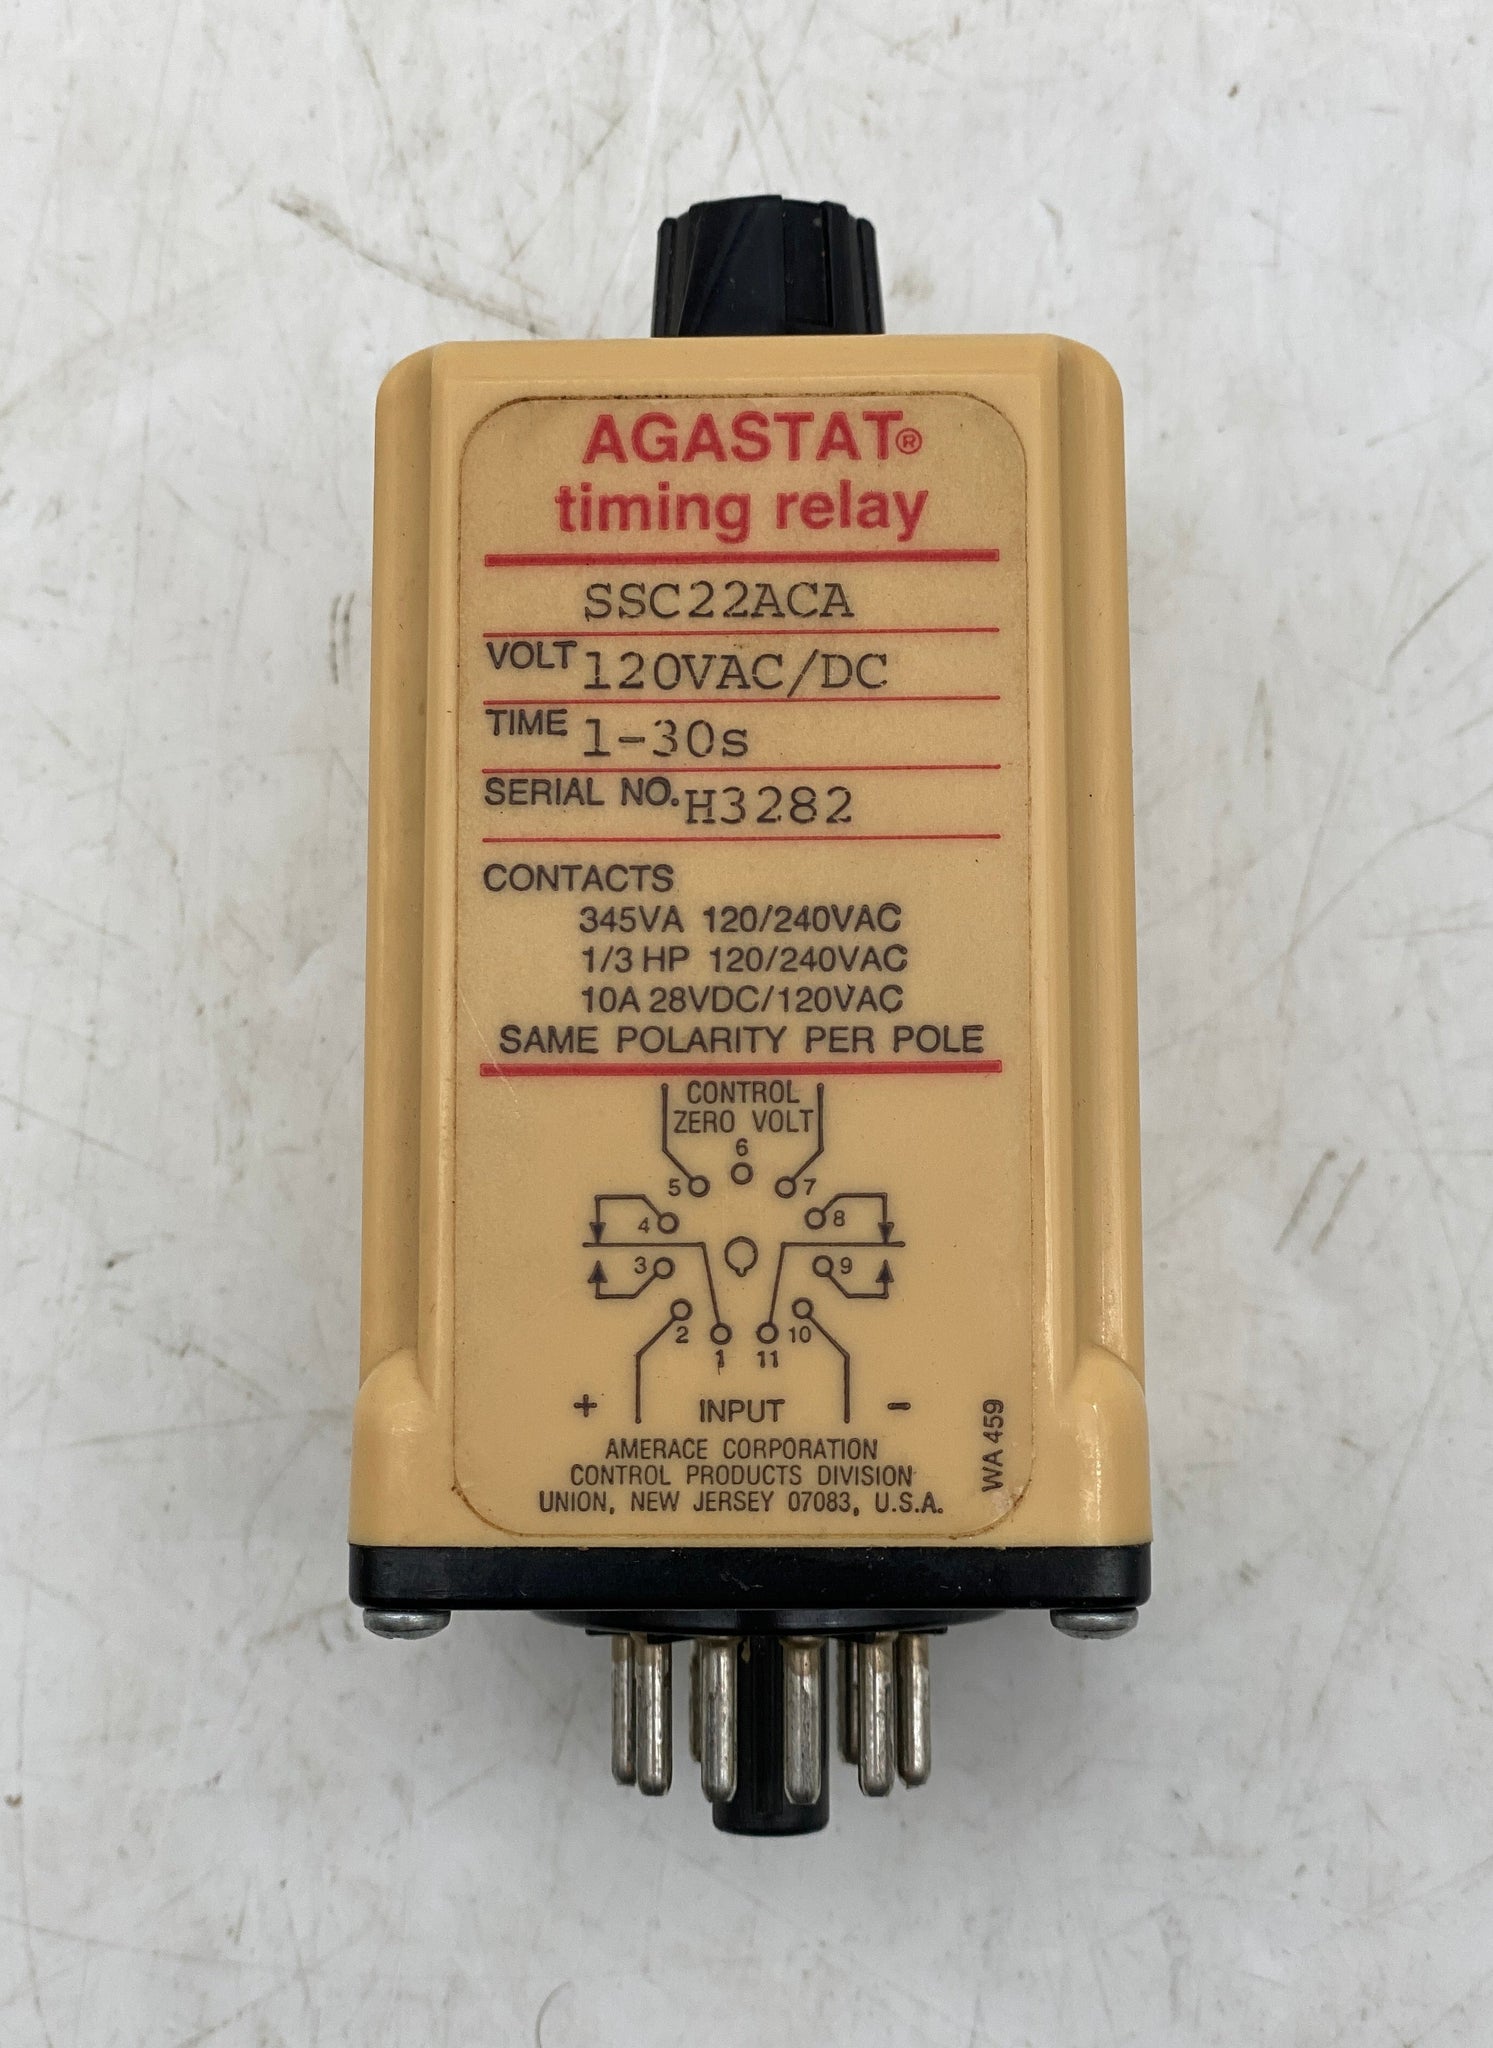 AGASTAT®
timing relay
SSC22ACA
VOLT 120VAC/DC
TIME 1-30s
SERIAL NO. H3282
CONTACTS
345VA 120/240VAC
1/3 HP 120/240VAC
10A 28VDC/120VAC
SAME POLARITY PER POLE
CONTROL
ZERO VOLT
6
5 7
4 8
3 9
2 10
1 11
+ INPUT -
AMERACE CORPORATION
CONTROL PRODUCTS DIVISION
UNION, NEW JERSEY 07083, U.S.A.
WA 459